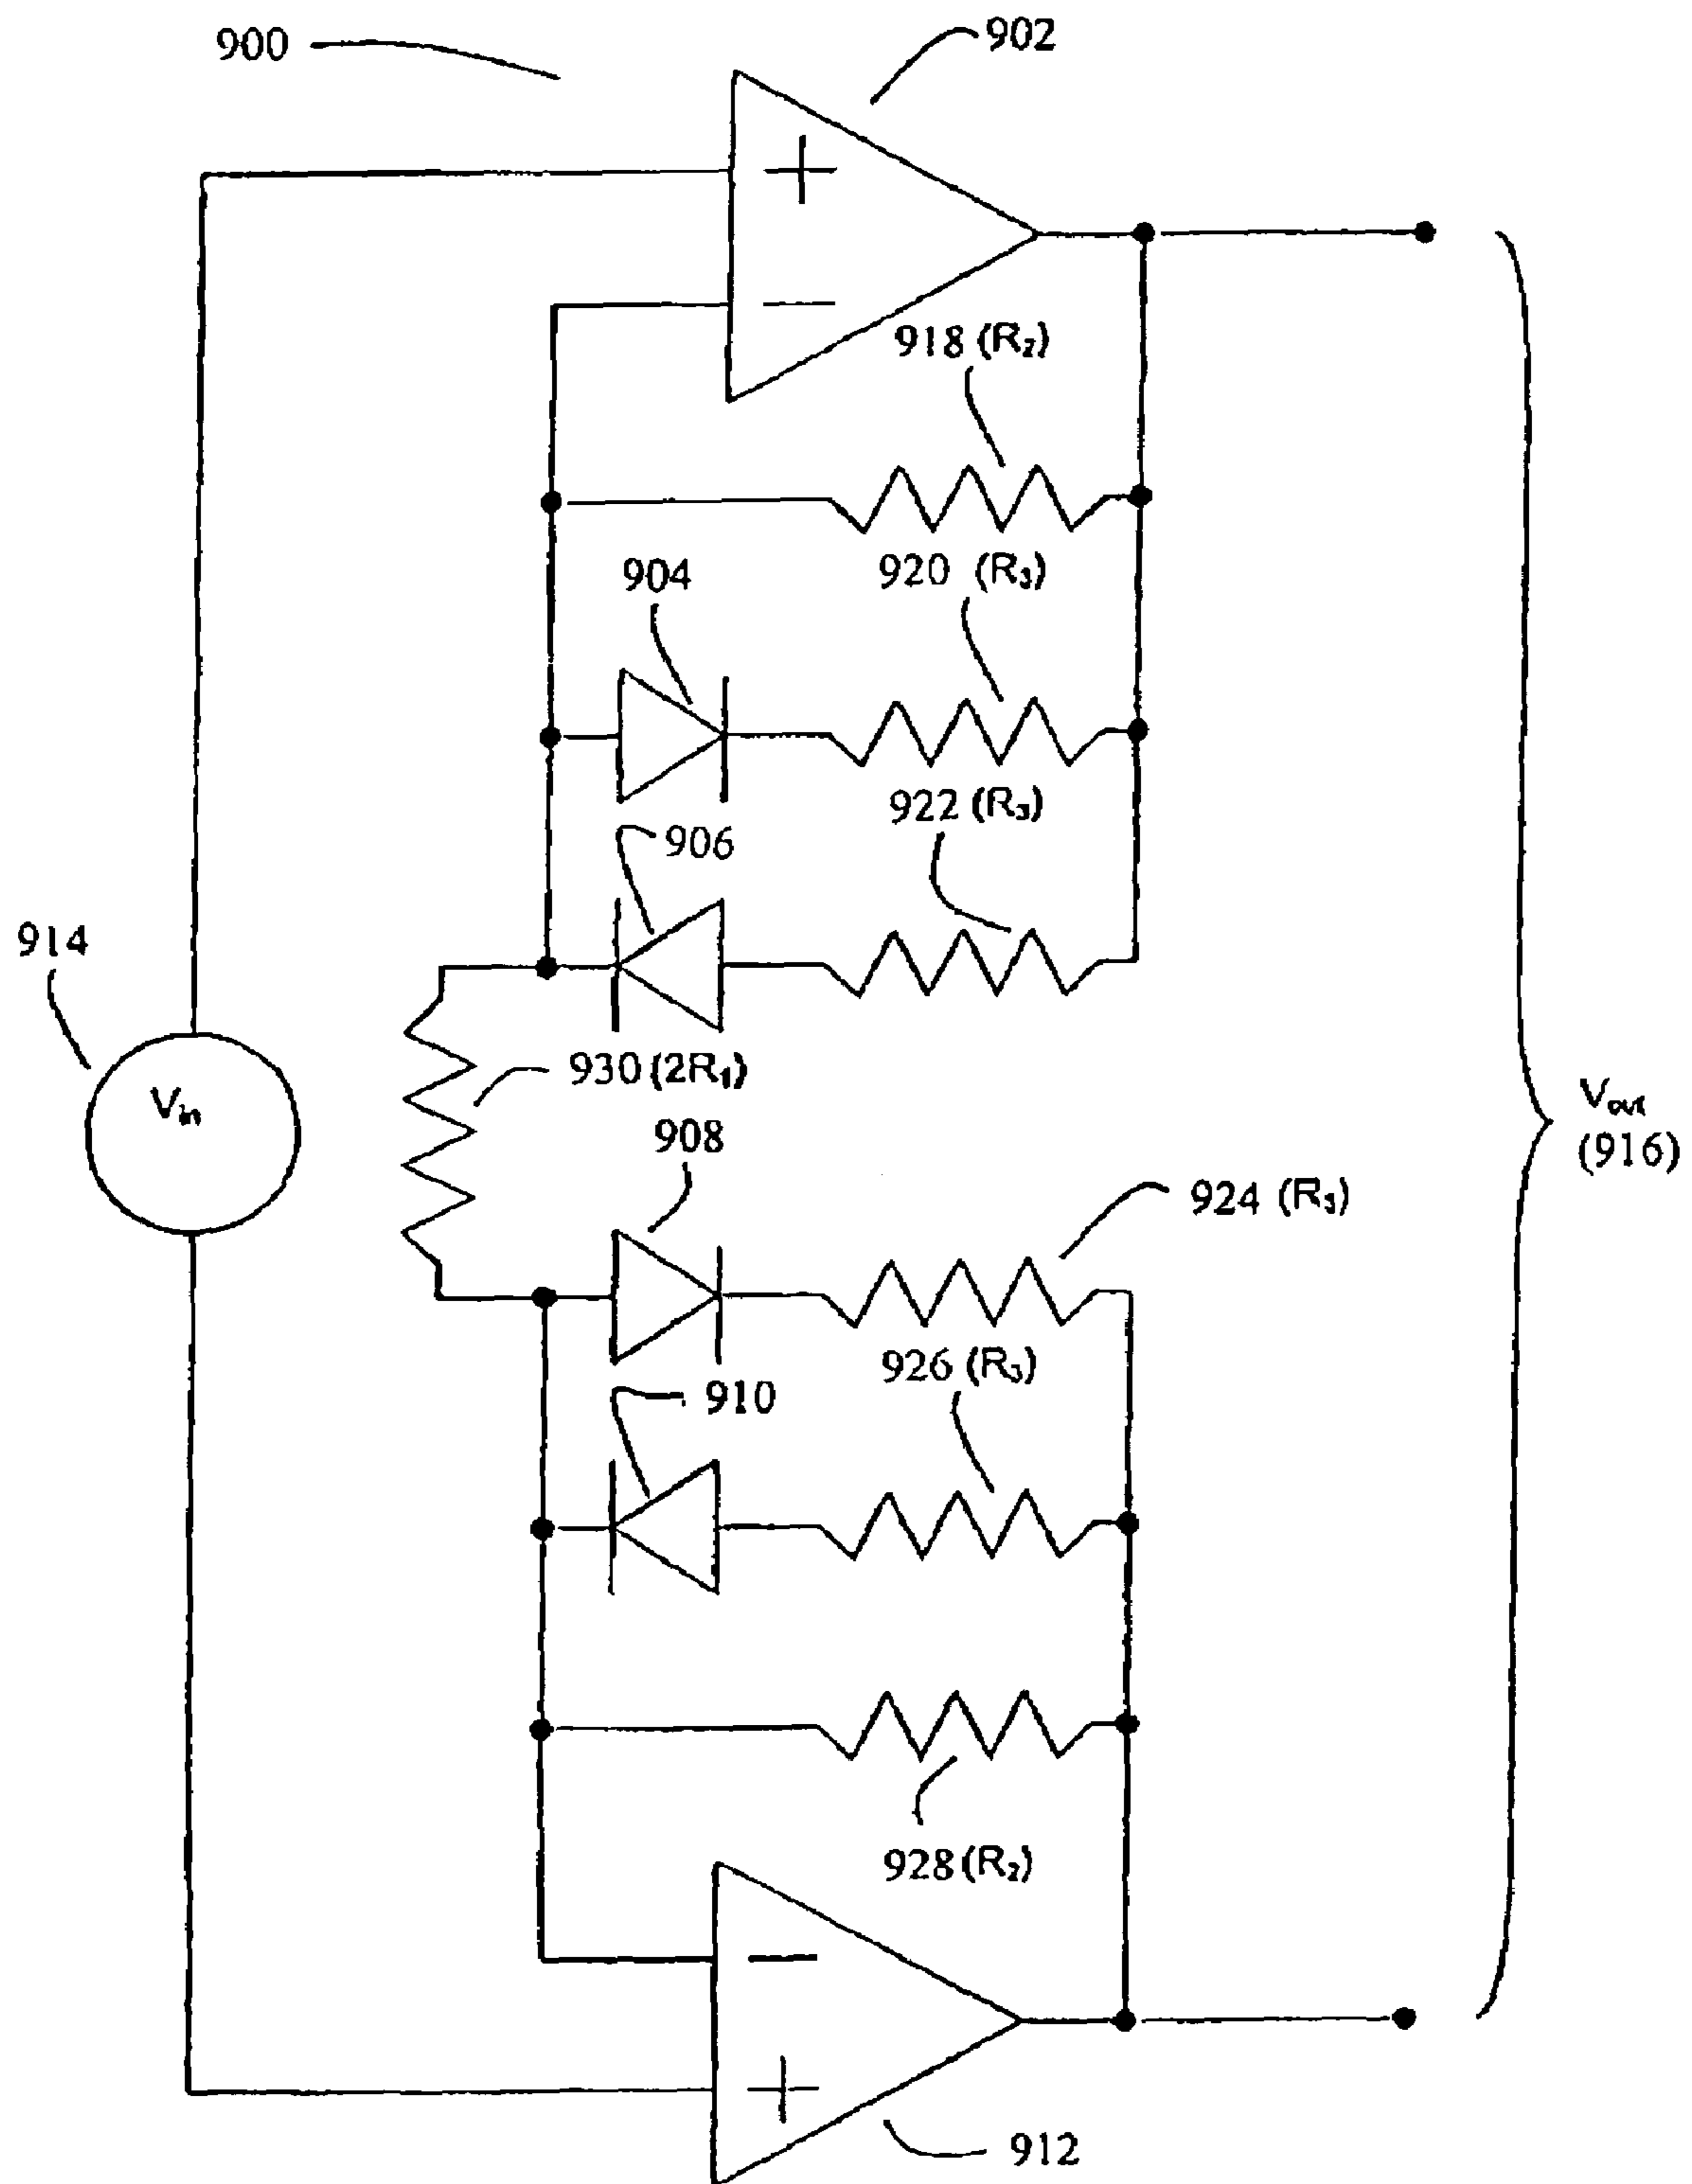 900
902
+
−
918 (R₂)
920 (R₃)
904
922 (R₃)
906
914
930 (2R₁)
V_in
908
V_out
(916)
924 (R₃)
926 (R₃)
910
928 (R₂)
−
+
912